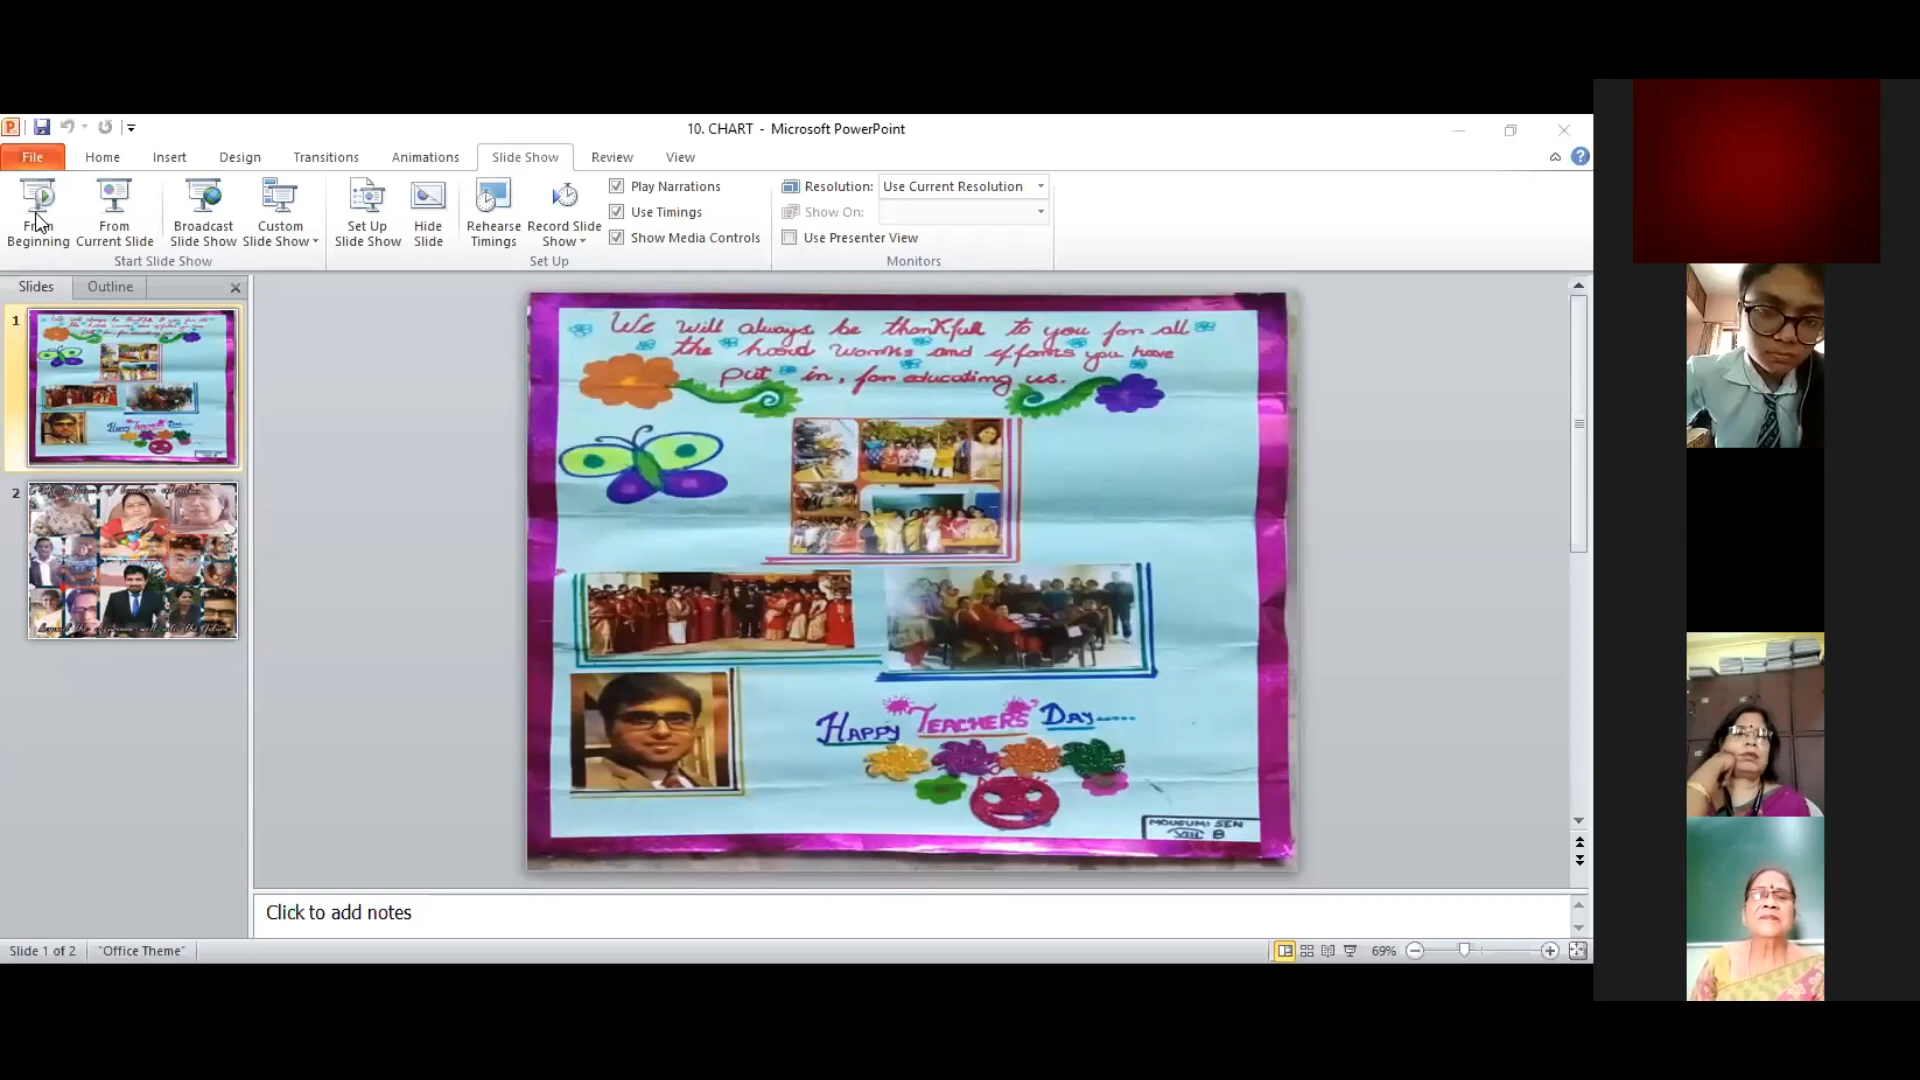 10. CHART - Microsoft PowerPoint
File Home Insert Design Transitions Animations Slide Show Review View
From Beginning
From Current Slide
Broadcast Slide Show
Custom Slide Show
Start Slide Show
Set Up Slide Show
Hide Slide
Rehearse Timings
Record Slide Show
Play Narrations
Use Timings
Show Media Controls
Set Up
Resolution: Use Current Resolution
Show On:
Use Presenter View
Monitors
Slides Outline
1
2
We will always be thankful to you for all
the hard works and efforts you have
put in, for educating us.
HAPPY TEACHERS' DAY.....
MOUSUMI SEN
B
Click to add notes
Slide 1 of 2 "Office Theme" 69%